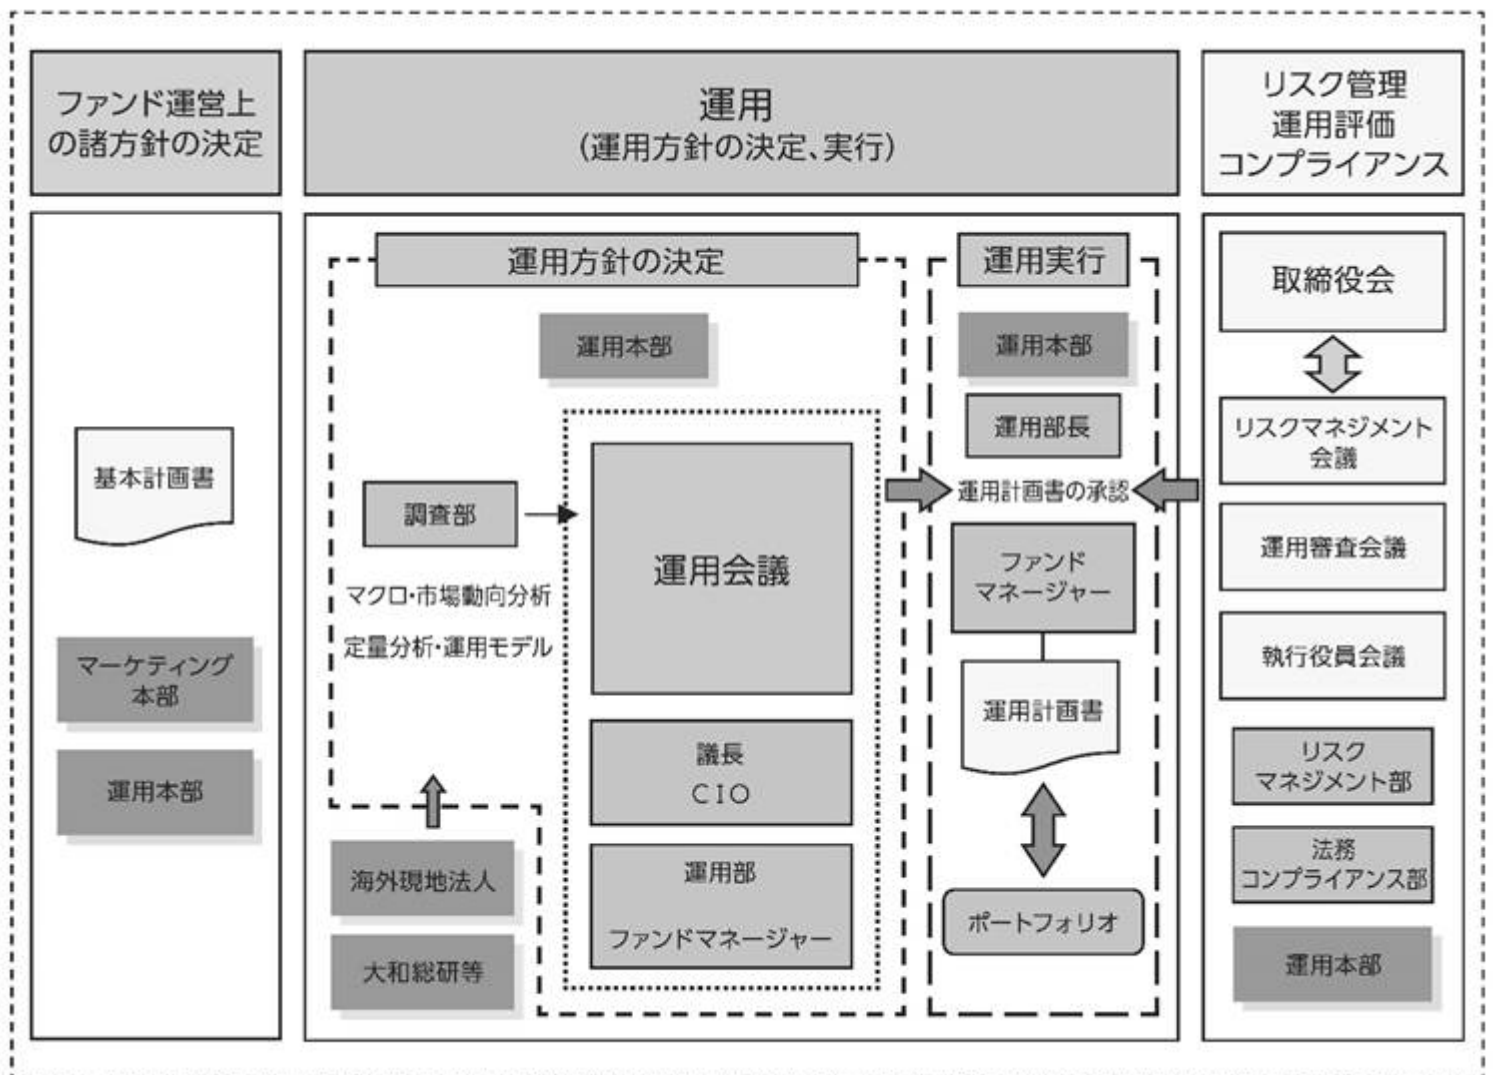 ファンド運営上
の諸方針の決定
運用
(運用方針の決定、実行)
リスク管理
運用評価
コンプライアンス
基本計画書
マーケティング
本部
運用本部
運用方針の決定
運用本部
調査部
マクロ・市場動向分析
定量分析・運用モデル
運用会議
議長
CIO
運用部
ファンドマネージャー
海外現地法人
大和総研等
運用実行
運用本部
運用部長
運用計画書の承認
ファンド
マネージャー
運用計画書
ポートフォリオ
取締役会
リスクマネジメント
会議
運用審査会議
執行役員会議
リスク
マネジメント部
法務
コンプライアンス部
運用本部